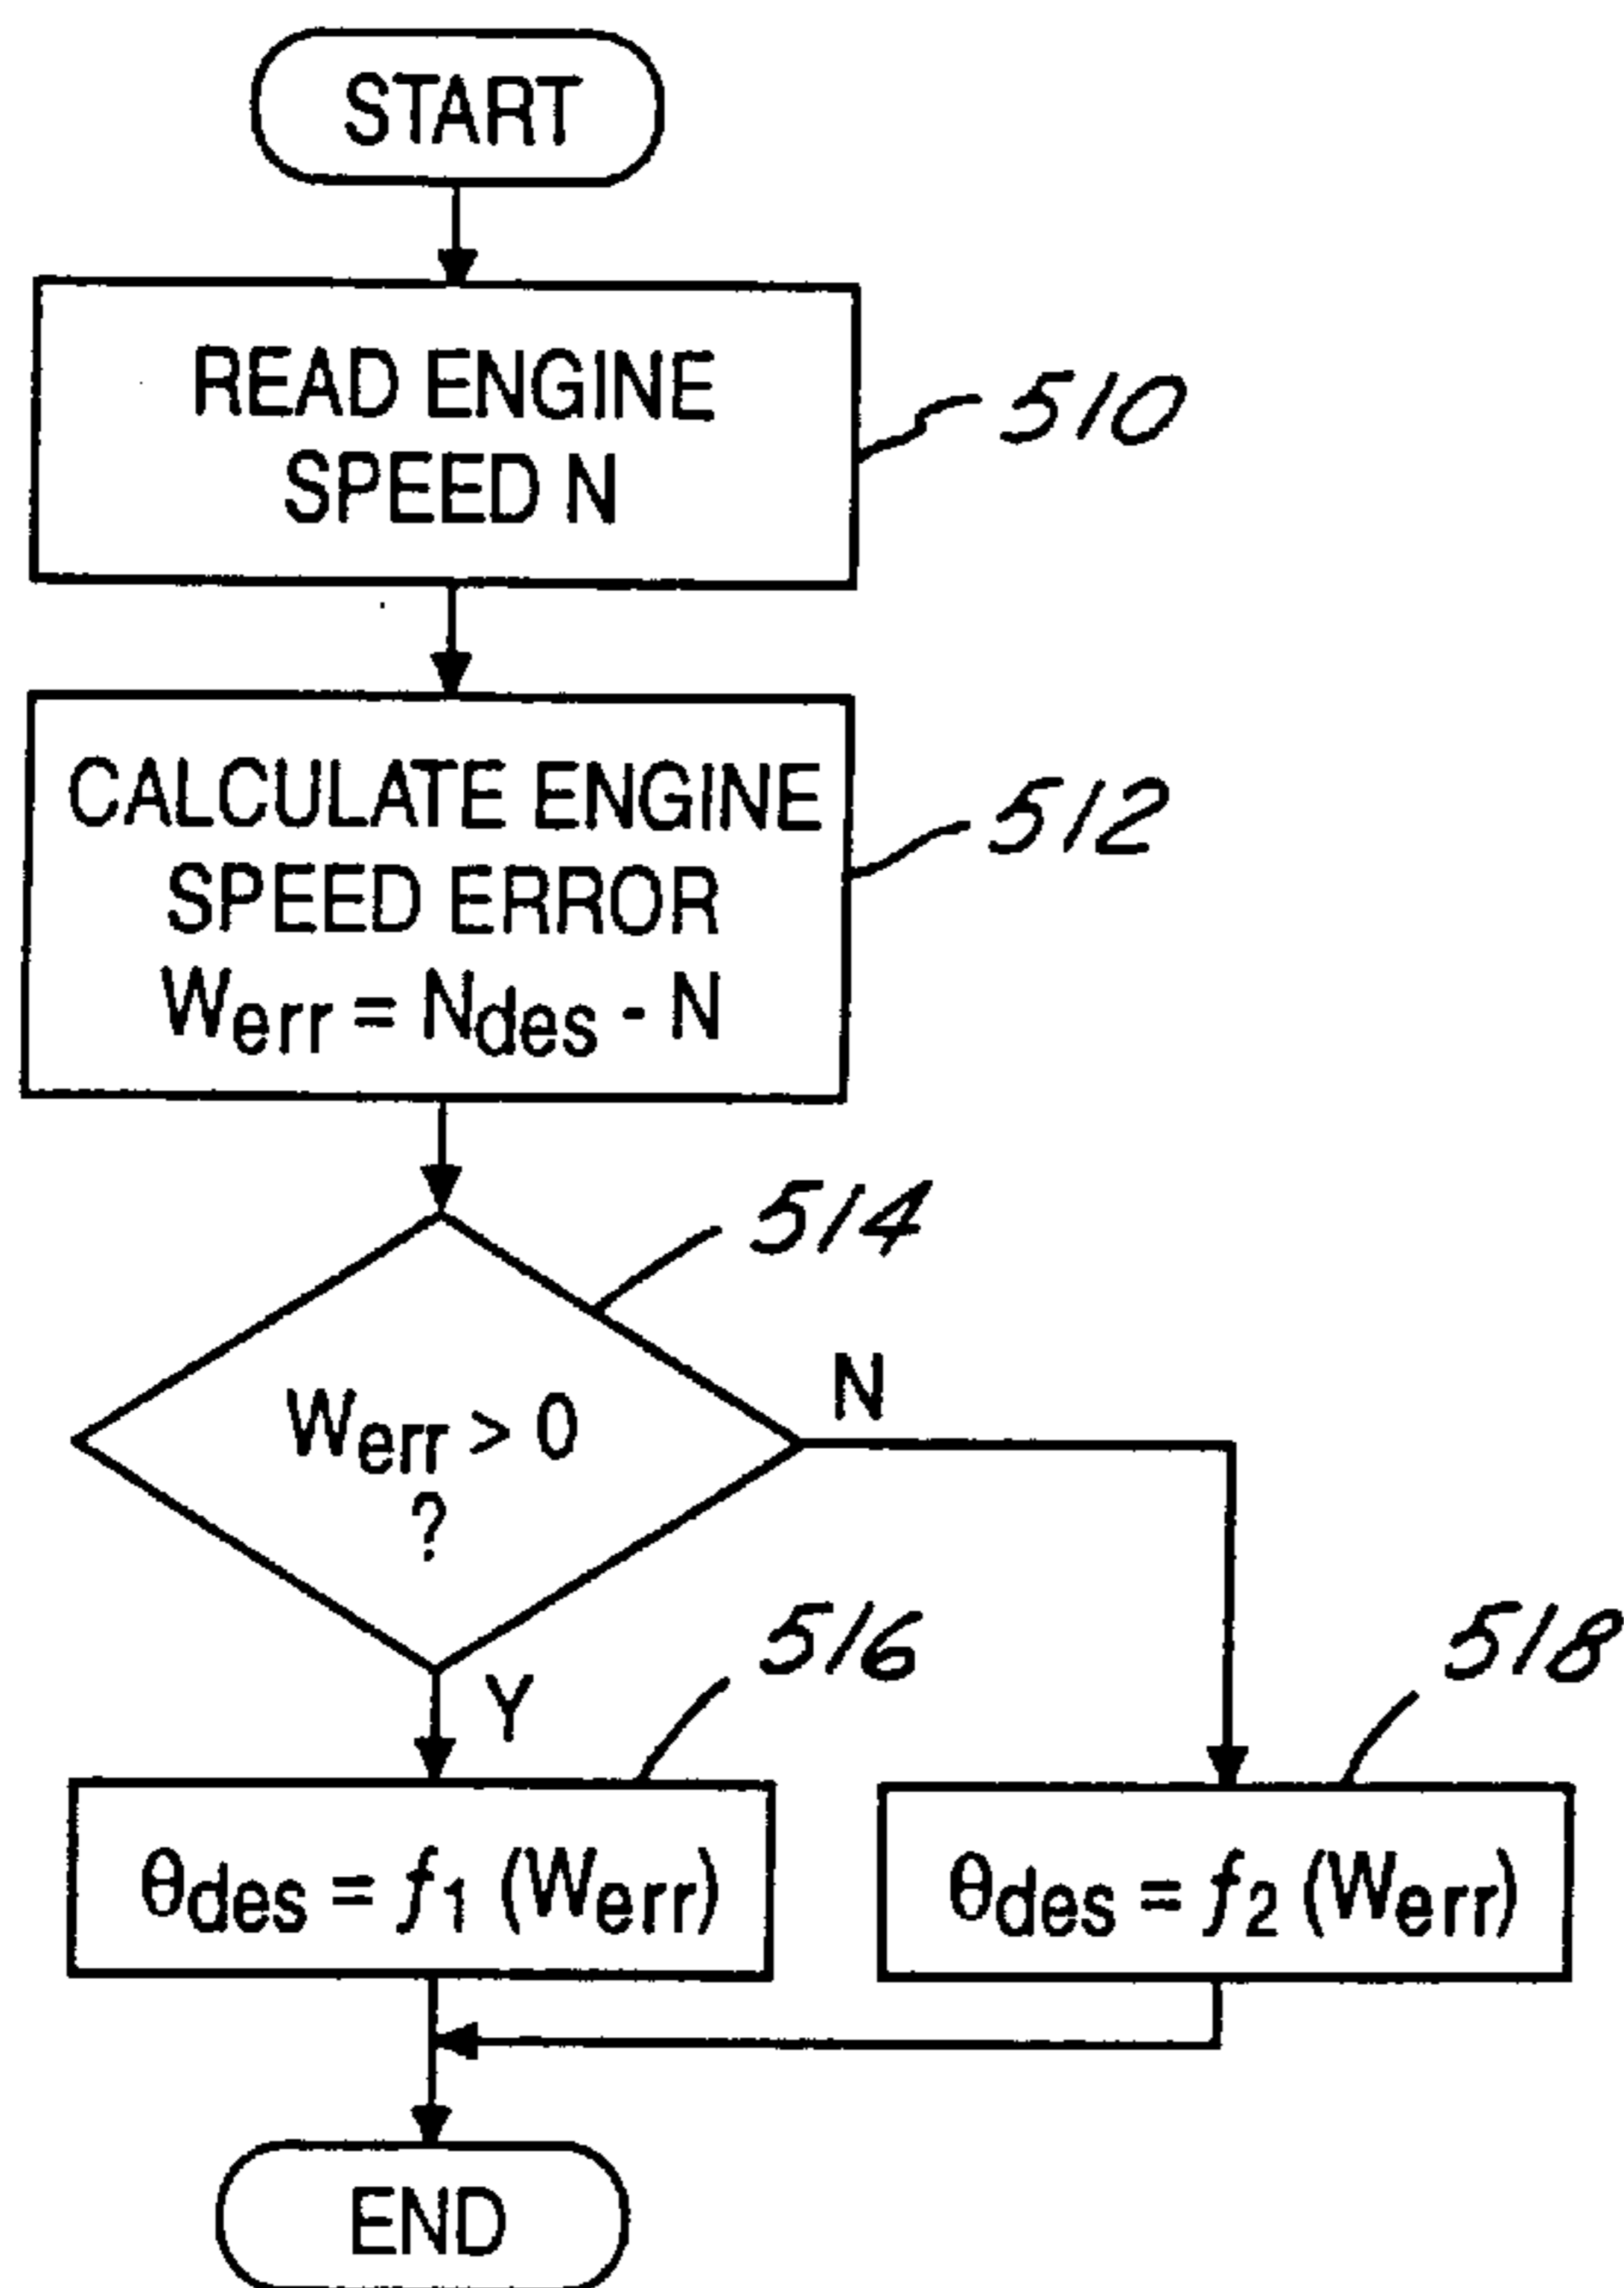 START
READ ENGINE
SPEED N
510
CALCULATE ENGINE
SPEED ERROR
Werr = Ndes - N
512
514
Werr > 0
?
N
Y
516
518
θdes = f1 (Werr)
θdes = f2 (Werr)
END